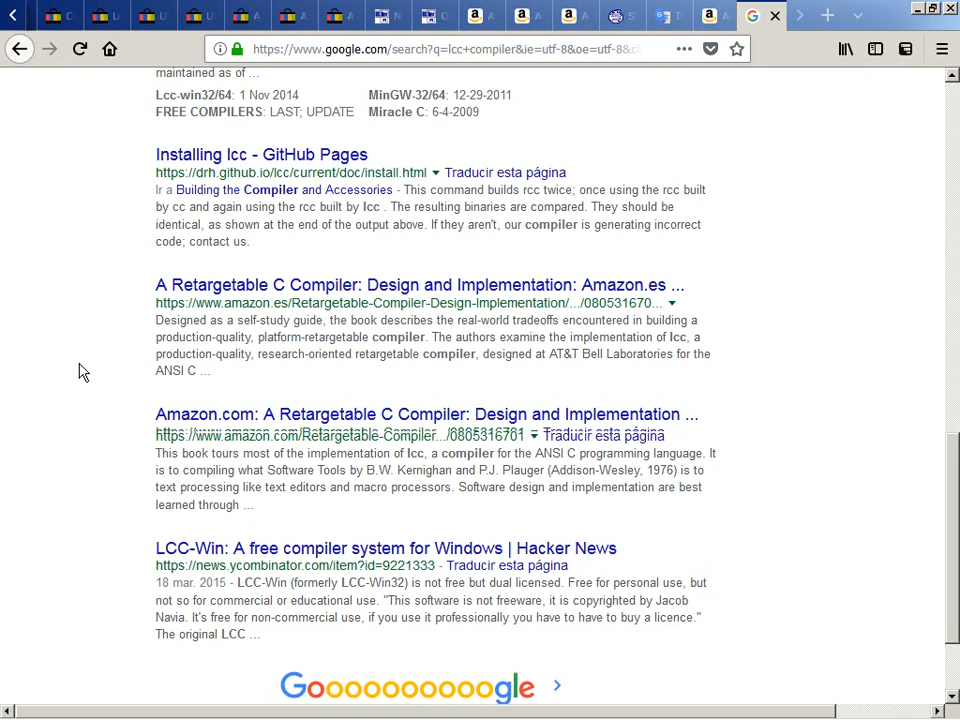 C
Lc
U
U
A
A
A
N
C
A
A
A
S
T
A
https://www.google.com/search?q=lcc+compiler&ie=utf-8&oe=utf-8&cl
maintained as of ...
Lcc-win32/64: 1 Nov 2014 MinGW-32/64: 12-29-2011
FREE COMPILERS: LAST; UPDATE Miracle C: 6-4-2009
Installing lcc - GitHub Pages
https://drh.github.io/lcc/current/doc/install.html Traducir esta página
Ir a Building the Compiler and Accessories - This command builds rcc twice; once using the rcc built
by cc and again using the rcc built by lcc . The resulting binaries are compared. They should be
identical, as shown at the end of the output above. If they aren't, our compiler is generating incorrect
code; contact us.
A Retargetable C Compiler: Design and Implementation: Amazon.es ...
https://www.amazon.es/Retargetable-Compiler-Design-Implementation/.../080531670...
Designed as a self-study guide, the book describes the real-world tradeoffs encountered in building a
production-quality, platform-retargetable compiler. The authors examine the implementation of lcc, a
production-quality, research-oriented retargetable compiler, designed at AT&T Bell Laboratories for the
ANSI C ...
Amazon.com: A Retargetable C Compiler: Design and Implementation ...
https://www.amazon.com/Retargetable-Compiler.../0805316701 Traducir esta página
This book tours most of the implementation of lcc, a compiler for the ANSI C programming language. It
is to compiling what Software Tools by B.W. Kernighan and P.J. Plauger (Addison-Wesley, 1976) is to
text processing like text editors and macro processors. Software design and implementation are best
learned through ...
LCC-Win: A free compiler system for Windows | Hacker News
https://news.ycombinator.com/item?id=9221333 - Traducir esta página
18 mar. 2015 - LCC-Win (formerly LCC-Win32) is not free but dual licensed. Free for personal use, but
not so for commercial or educational use. "This software is not freeware, it is copyrighted by Jacob
Navia. It's free for non-commercial use, if you use it professionally you have to have to buy a licence."
The original LCC ...
Goooooooooogle